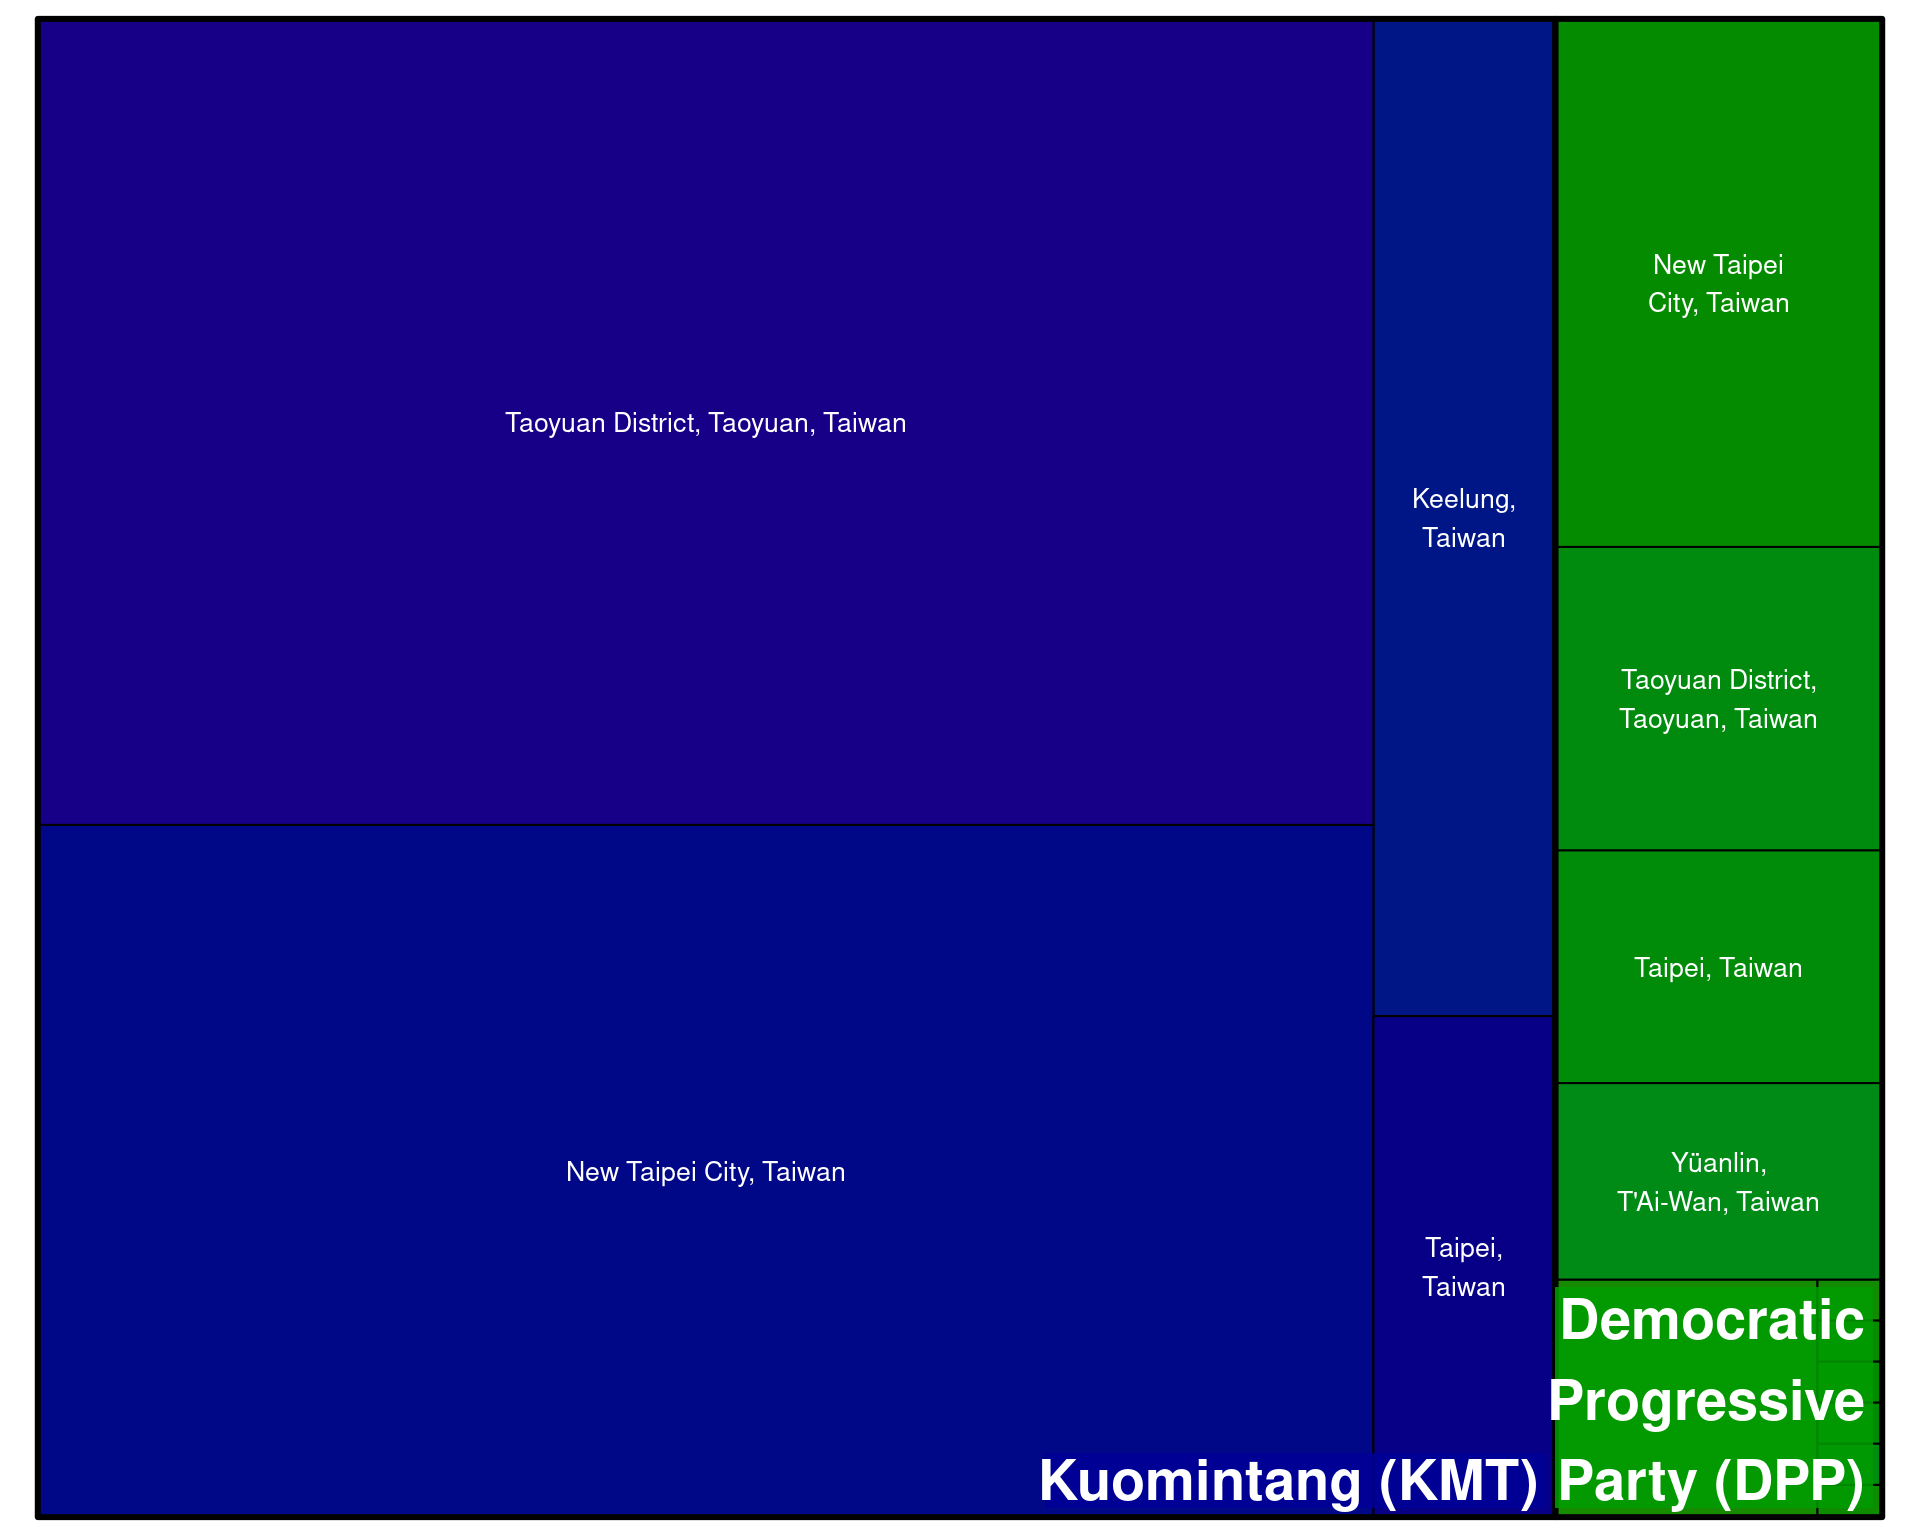 Taoyuan District, Taoyuan, Taiwan
New Taipei City, Taiwan
Keelung,
Taiwan
Taipei,
Taiwan
Kuomintang (KMT)
New Taipei
City, Taiwan
Taoyuan District,
Taoyuan, Taiwan
Taipei, Taiwan
Yüanlin,
T'Ai-Wan, Taiwan
Democratic
Progressive
Party (DPP)